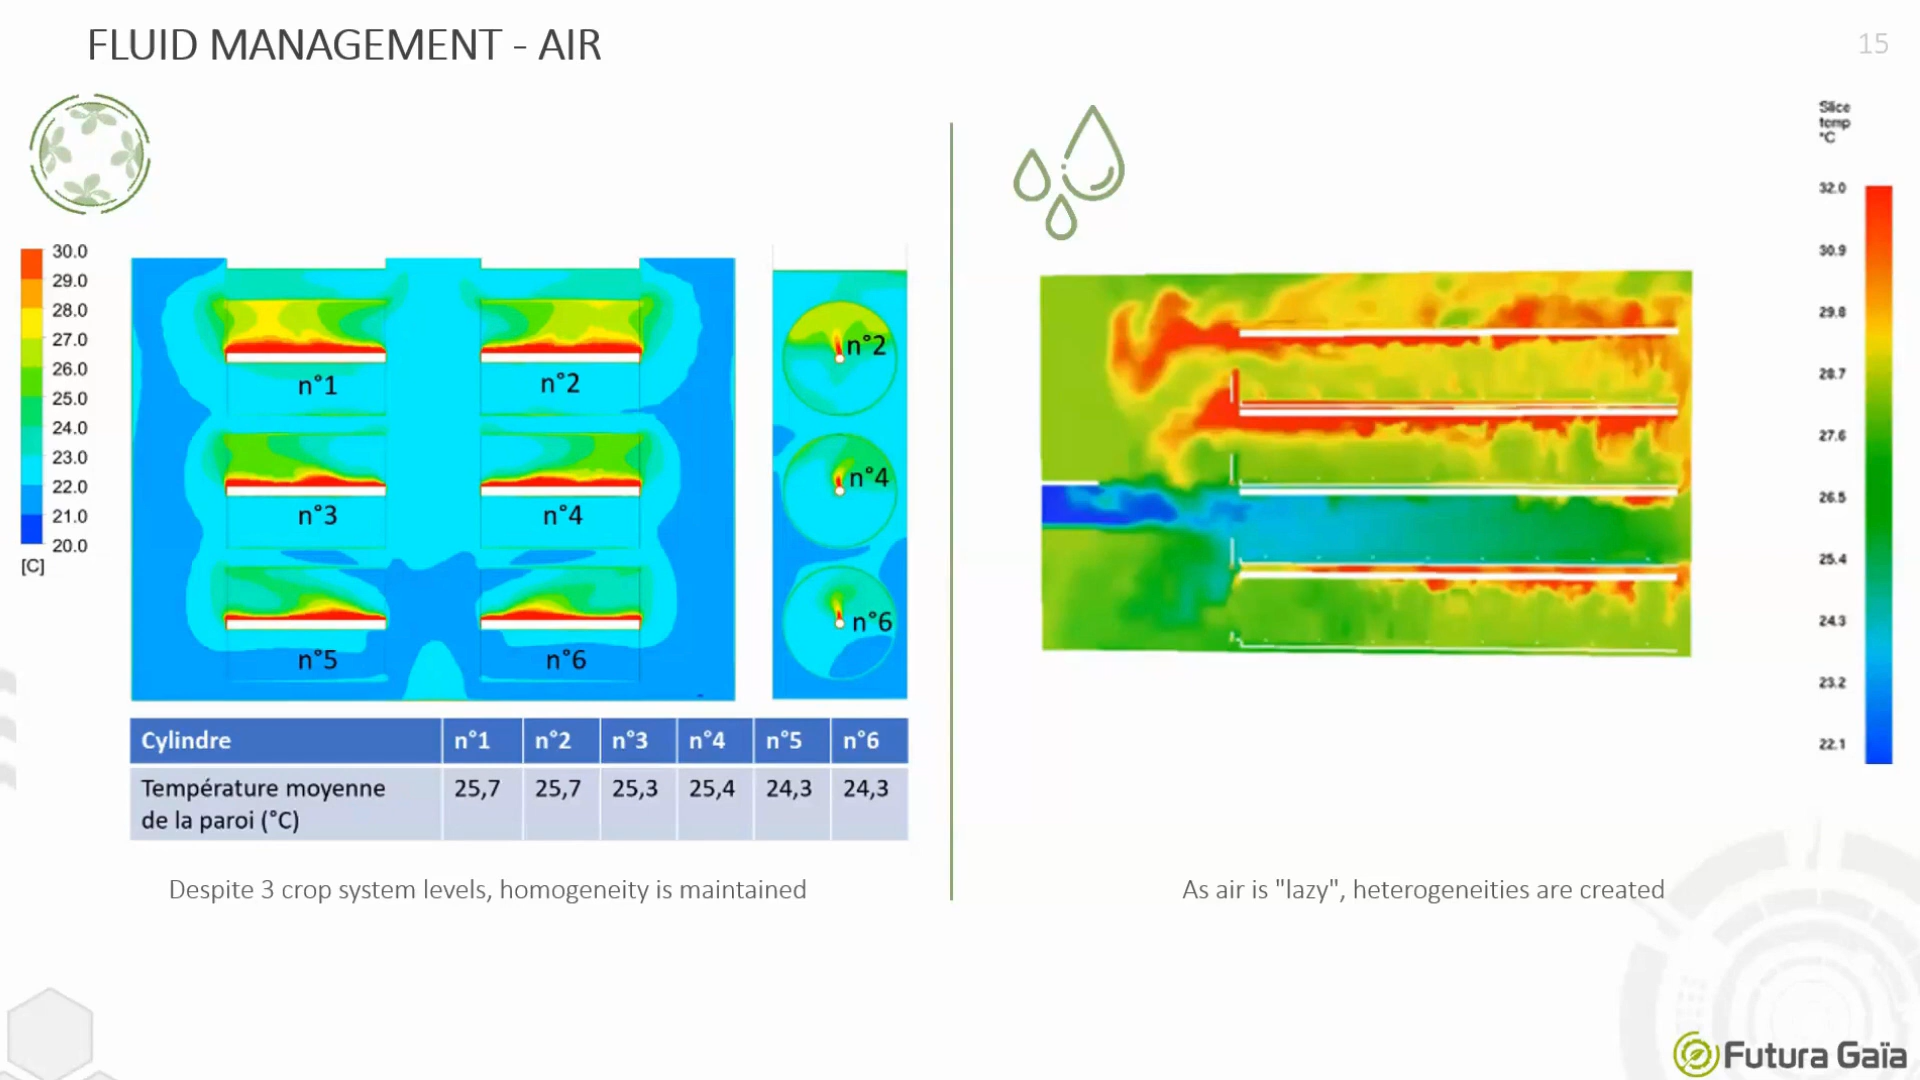 FLUID MANAGEMENT - AIR
15
30.0
29.0
28.0
27.0
26.0
25.0
24.0
23.0
22.0
21.0
20.0
[C]
n°1
n°2
n°3
n°4
n°5
n°6
n°2
n°4
n°6
Cylindre n°1 n°2 n°3 n°4 n°5 n°6
Température moyenne 25,7 25,7 25,3 25,4 24,3 24,3
de la paroi (°C)
Despite 3 crop system levels, homogeneity is maintained
Slice
temp
°C
32.0
30.9
29.8
28.7
27.6
26.5
25.4
24.3
23.2
22.1
As air is "lazy", heterogeneities are created
Futura Gaïa